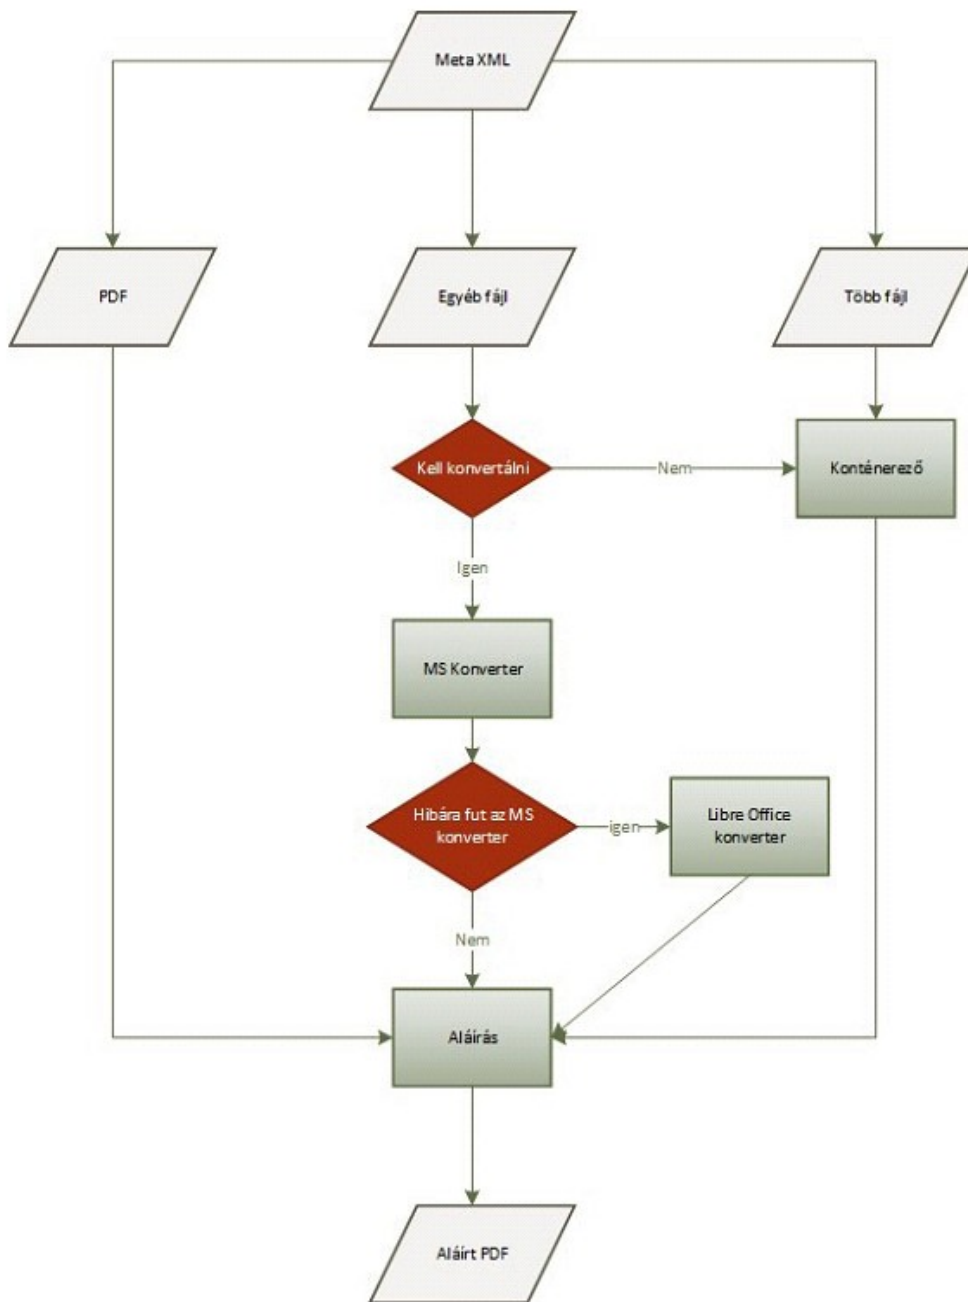 Meta XML
PDF
Egyéb fájl
Több fájl
Kell konvertálni
Nem
Konténerező
Igen
MS Konverter
Hibára fut az MS
konverter
igen
Libre Office
konverter
Nem
Aláírás
Aláírt PDF